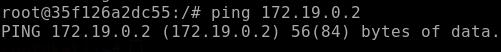 root@35f126a2dc55:/# ping 172.19.0.2
PING 172.19.0.2 (172.19.0.2) 56(84) bytes of data.